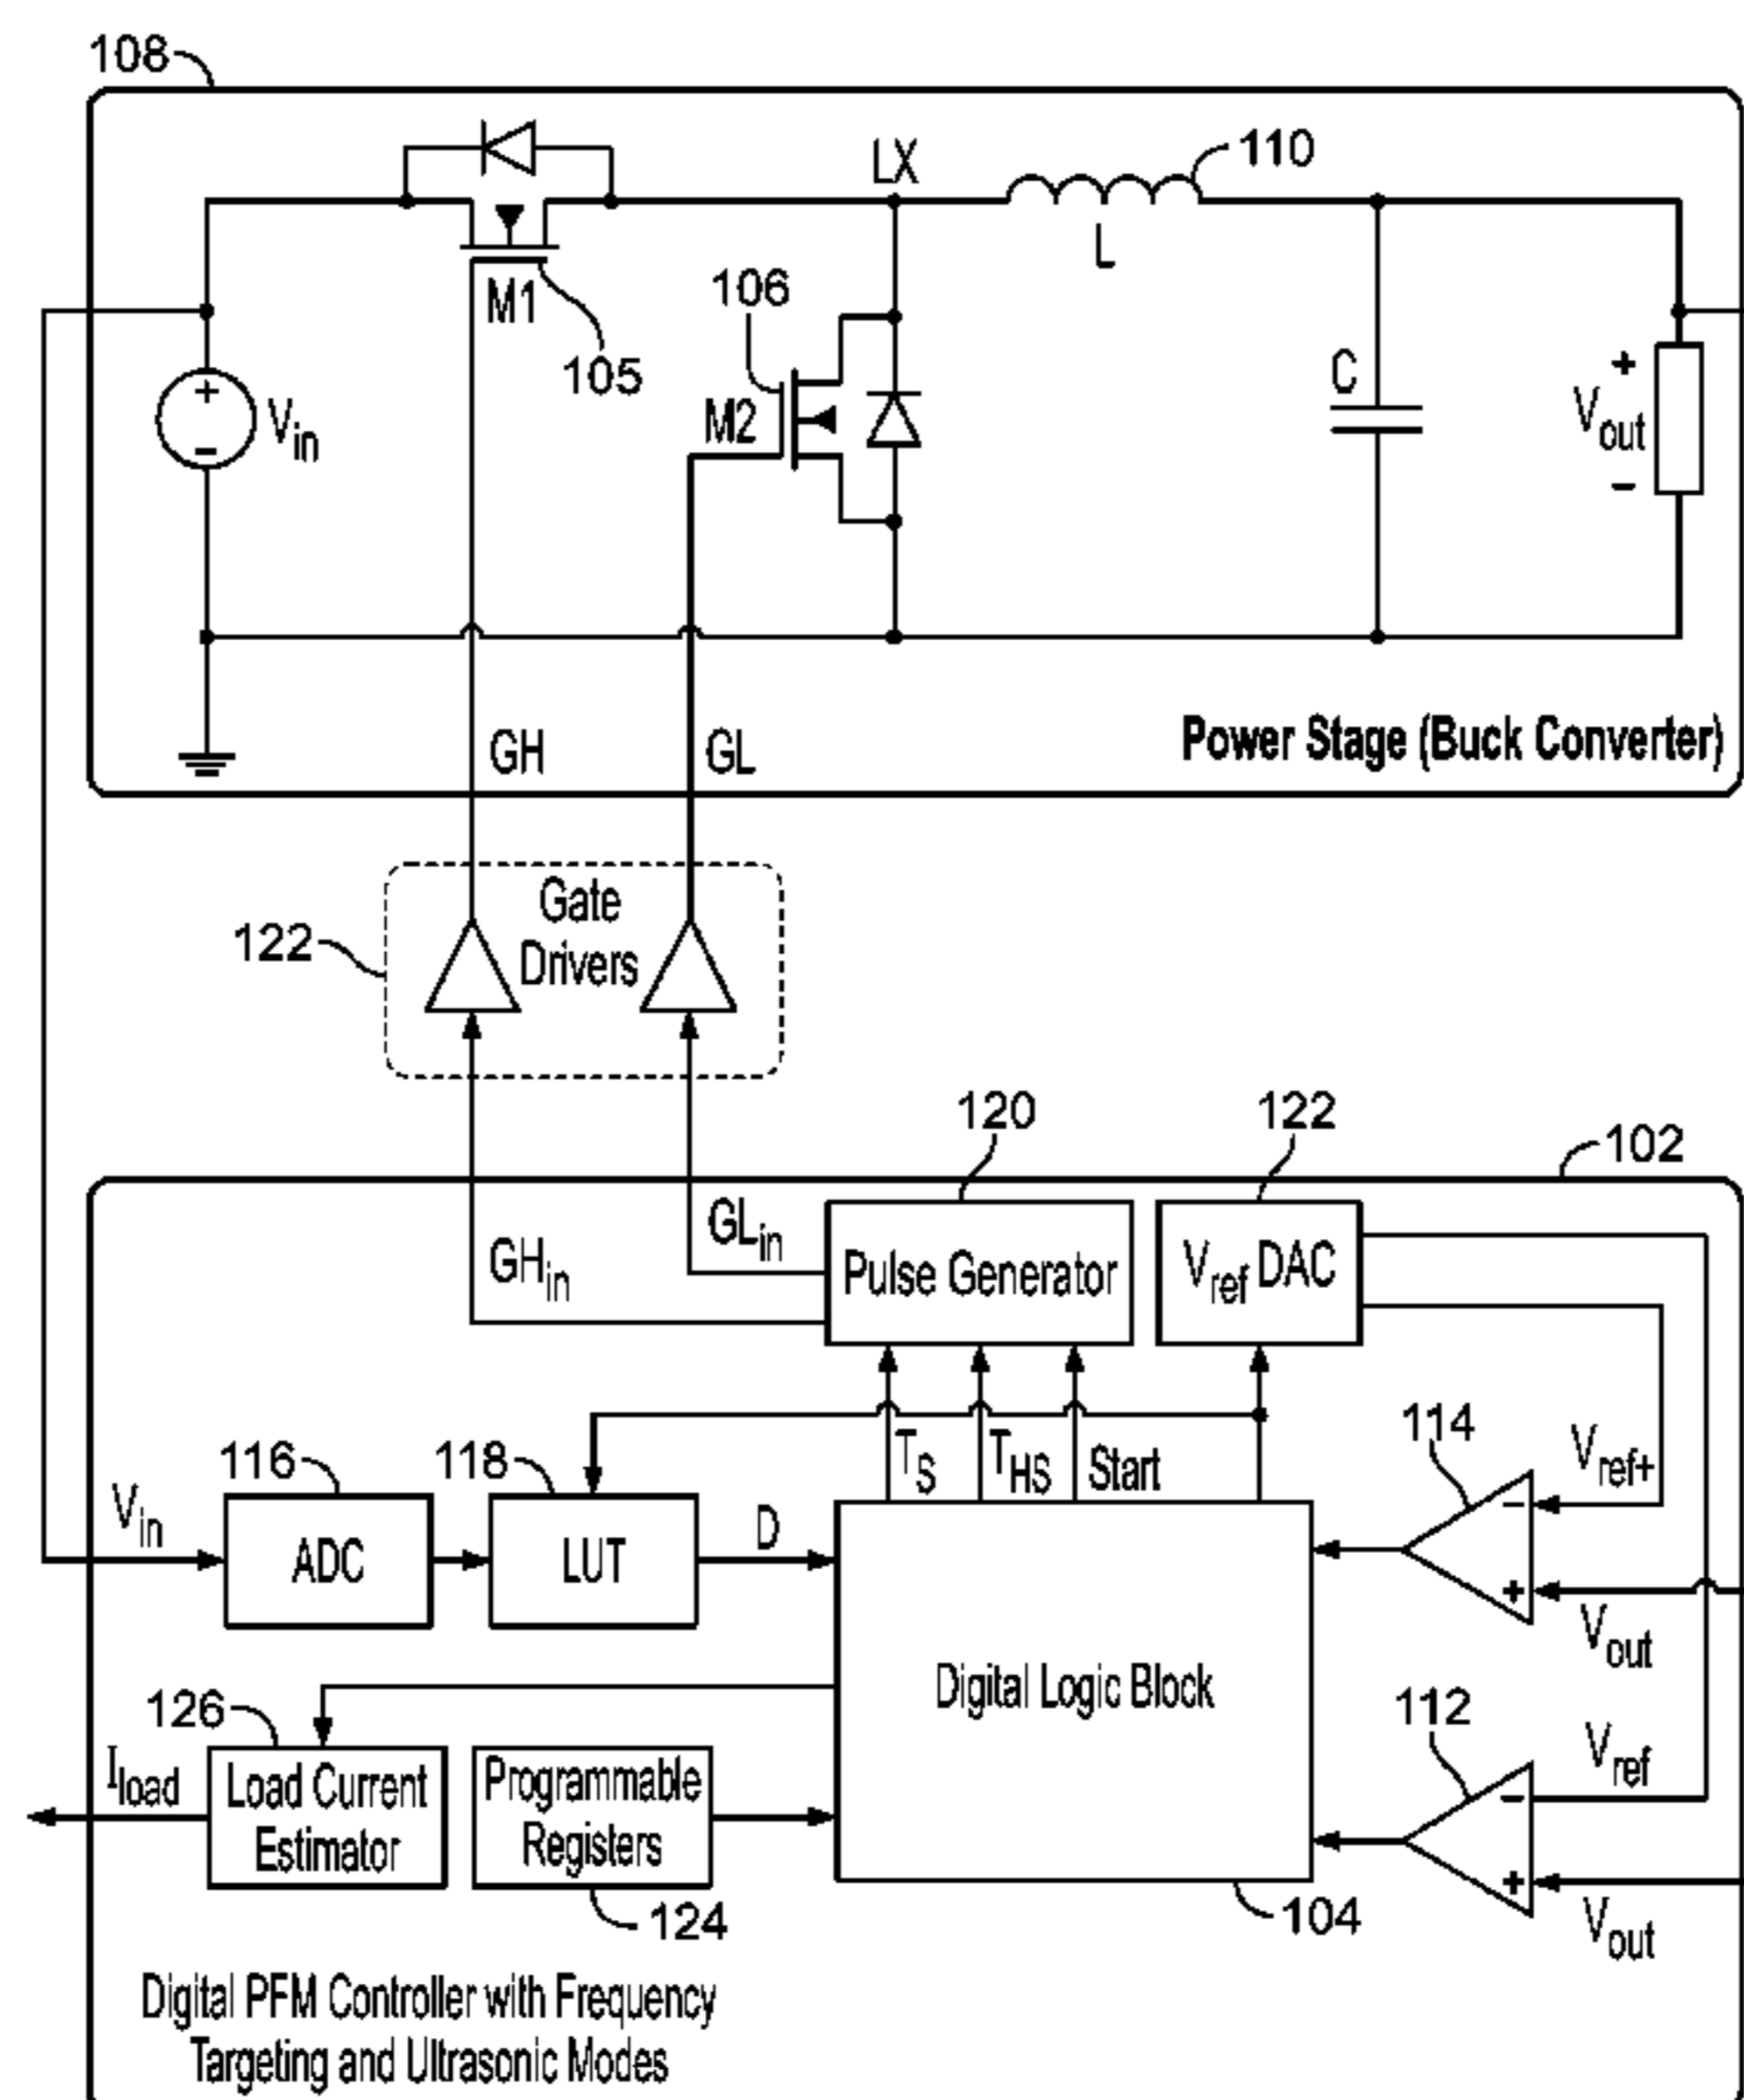 108
LX
110
L
M1
105
106
M2
+
-
Vin
C
+
Vout
-
GH
GL
Power Stage (Buck Converter)
122
Gate
Drivers
120
122
102
GHin
GLin
Pulse Generator
Vref DAC
TS
THS
Start
114
Vref+
-
+
Vout
116
118
Vin
ADC
LUT
D
Digital Logic Block
112
Vref
-
+
Vout
104
126
Iload
Load Current
Estimator
Programmable
Registers
124
Digital PFM Controller with Frequency
Targeting and Ultrasonic Modes